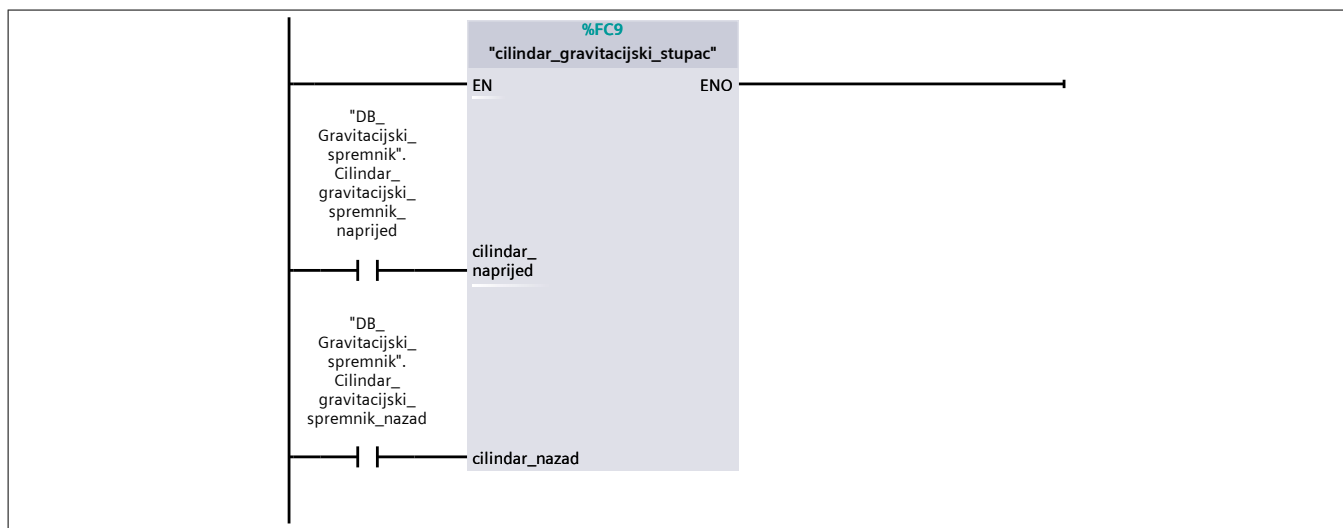 %FC9
"cilindar_gravitacijski_stupac"
EN
ENO
"DB_
Gravitacijski_
spremnik".
Cilindar_
gravitacijski_
spremnik_
naprijed
cilindar_
naprijed
"DB_
Gravitacijski_
spremnik".
Cilindar_
gravitacijski_
spremnik_nazad
cilindar_nazad